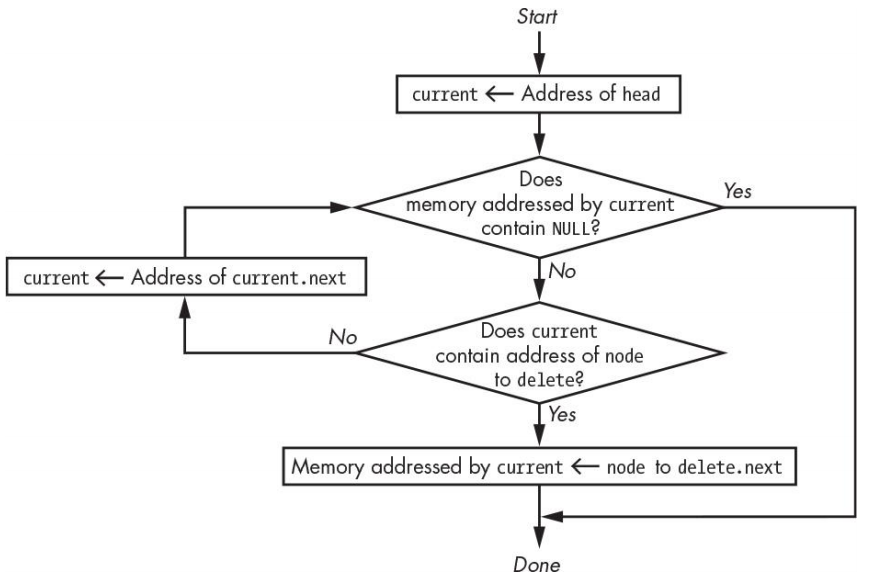 Start
current ← Address of head
Does
memory addressed by current
contain NULL?
Yes
No
current ← Address of current.next
Does current
contain address of node
to delete?
No
Yes
Memory addressed by current ← node to delete.next
Done